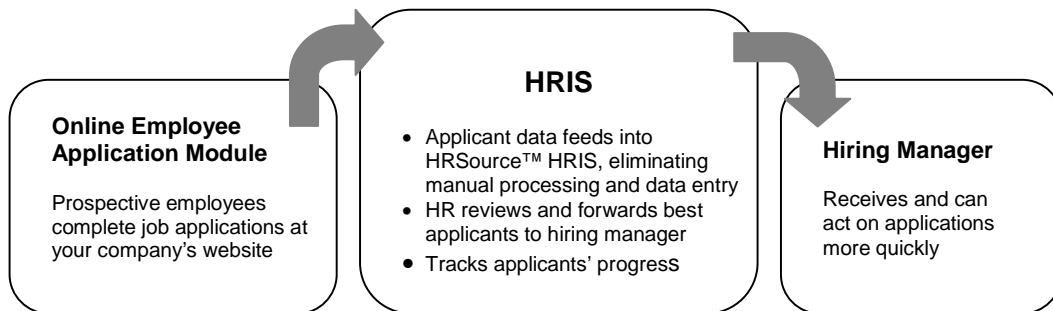 Online Employee
Application Module
Prospective employees
complete job applications at
your company’s website
HRIS
• Applicant data feeds into
HRSource™ HRIS, eliminating
manual processing and data entry
• HR reviews and forwards best
applicants to hiring manager
• Tracks applicants’ progress
Hiring Manager
Receives and can
act on applications
more quickly